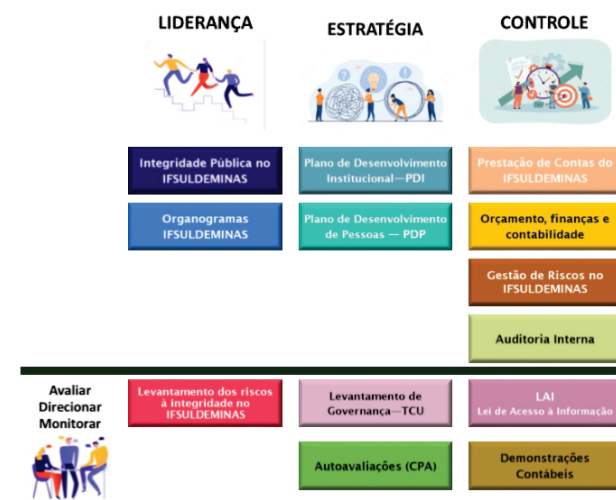 LIDERANÇA
ESTRATÉGIA
CONTROLE
Integridade Pública no
IFSULDEMINAS
Plano de Desenvolvimento
Institucional—PDI
Prestação de Contas do
IFSULDEMINAS
Organogramas
IFSULDEMINAS
Plano de Desenvolvimento
de Pessoas — PDP
Orçamento, finanças e
contabilidade
Gestão de Riscos no
IFSULDEMINAS
Auditoria Interna
Avaliar
Direcionar
Monitorar
Levantamento dos riscos
à integridade no
IFSULDEMINAS
Levantamento de
Governança—TCU
LAI
Lei de Acesso à Informação
Autoavaliações (CPA)
Demonstrações
Contábeis